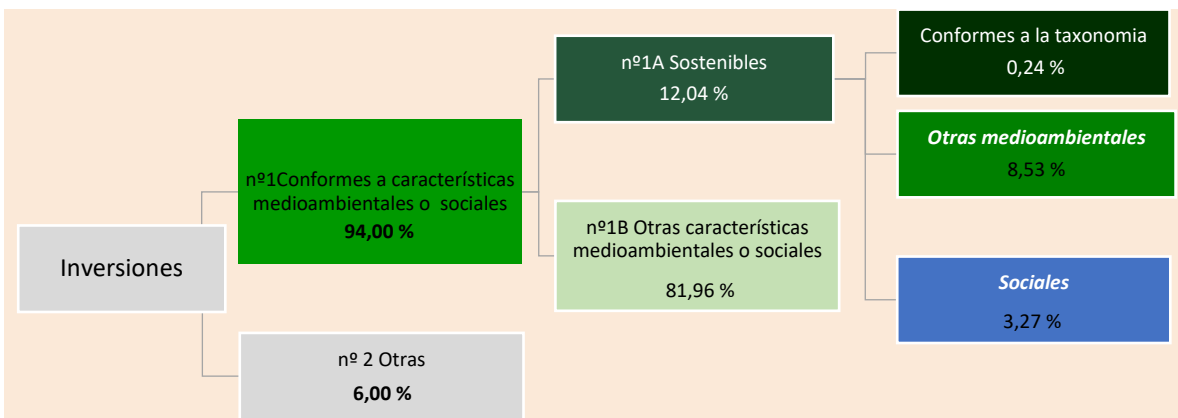 Inversiones
nº1Conformes a características
medioambientales o sociales
94,00 %
nº 2 Otras
6,00 %
nº1A Sostenibles
12,04 %
nº1B Otras características
medioambientales o sociales
81,96 %
Conformes a la taxonomia
0,24 %
Otras medioambientales
8,53 %
Sociales
3,27 %